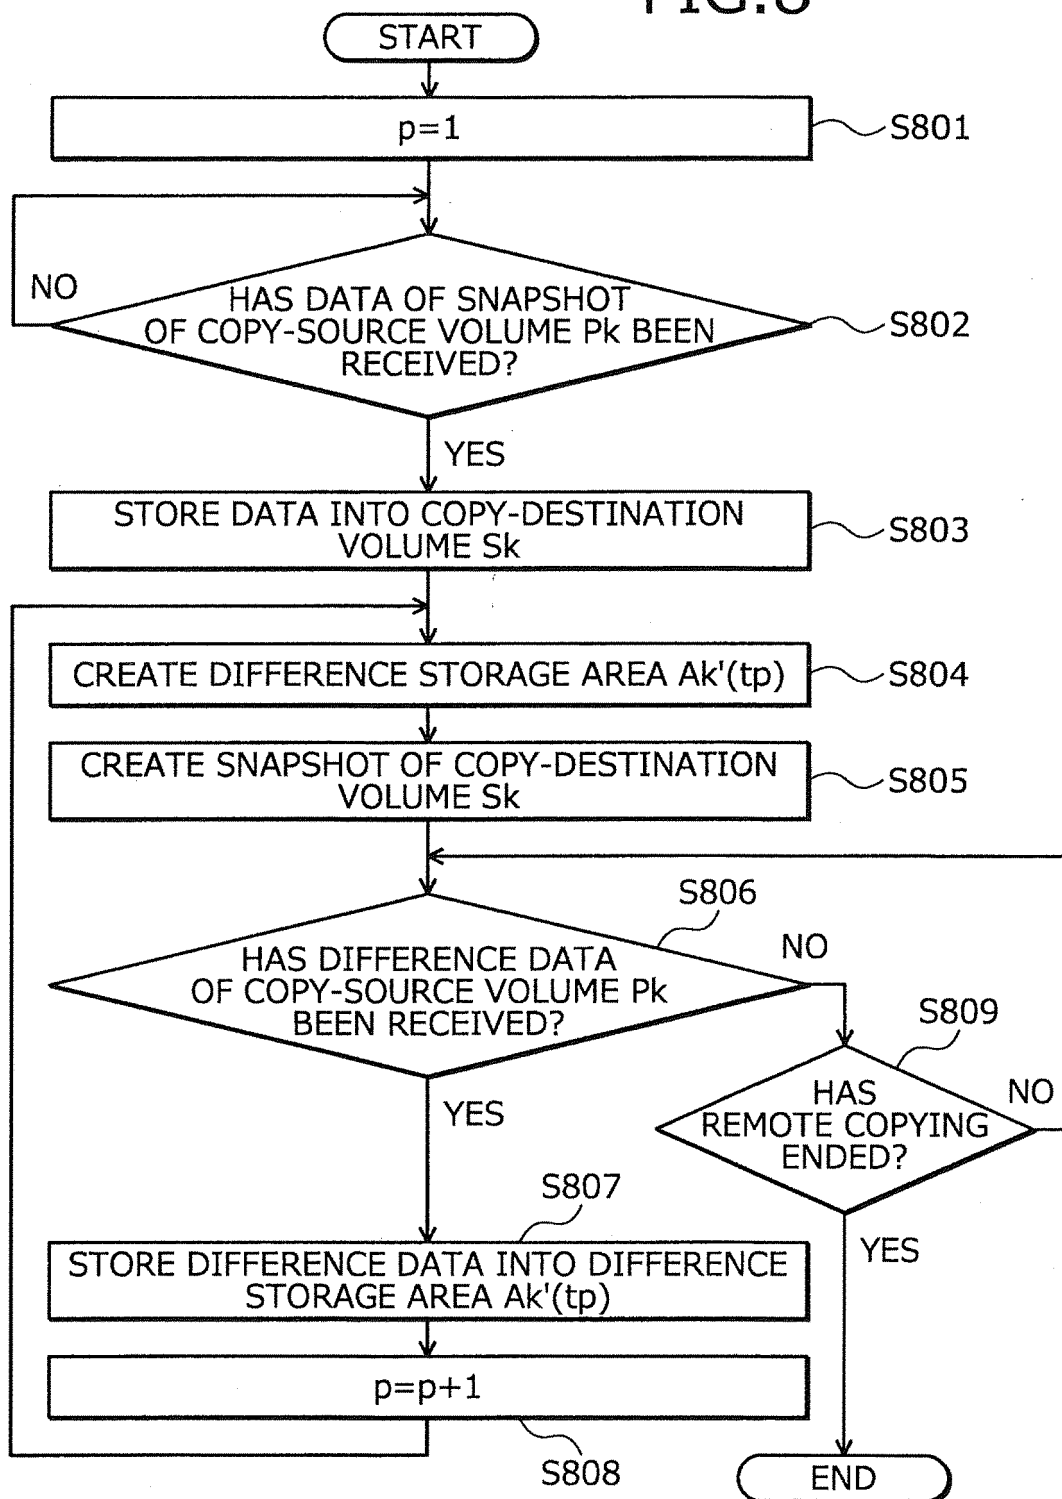 FIG.8
START
p=1
S801
NO
HAS DATA OF SNAPSHOT
OF COPY-SOURCE VOLUME Pk BEEN
RECEIVED?
S802
YES
STORE DATA INTO COPY-DESTINATION
VOLUME Sk
S803
CREATE DIFFERENCE STORAGE AREA Ak'(tp)
S804
CREATE SNAPSHOT OF COPY-DESTINATION
VOLUME Sk
S805
S806
NO
HAS DIFFERENCE DATA
OF COPY-SOURCE VOLUME Pk
BEEN RECEIVED?
S809
YES
HAS
REMOTE COPYING
ENDED?
NO
S807
YES
STORE DIFFERENCE DATA INTO DIFFERENCE
STORAGE AREA Ak'(tp)
p=p+1
S808
END